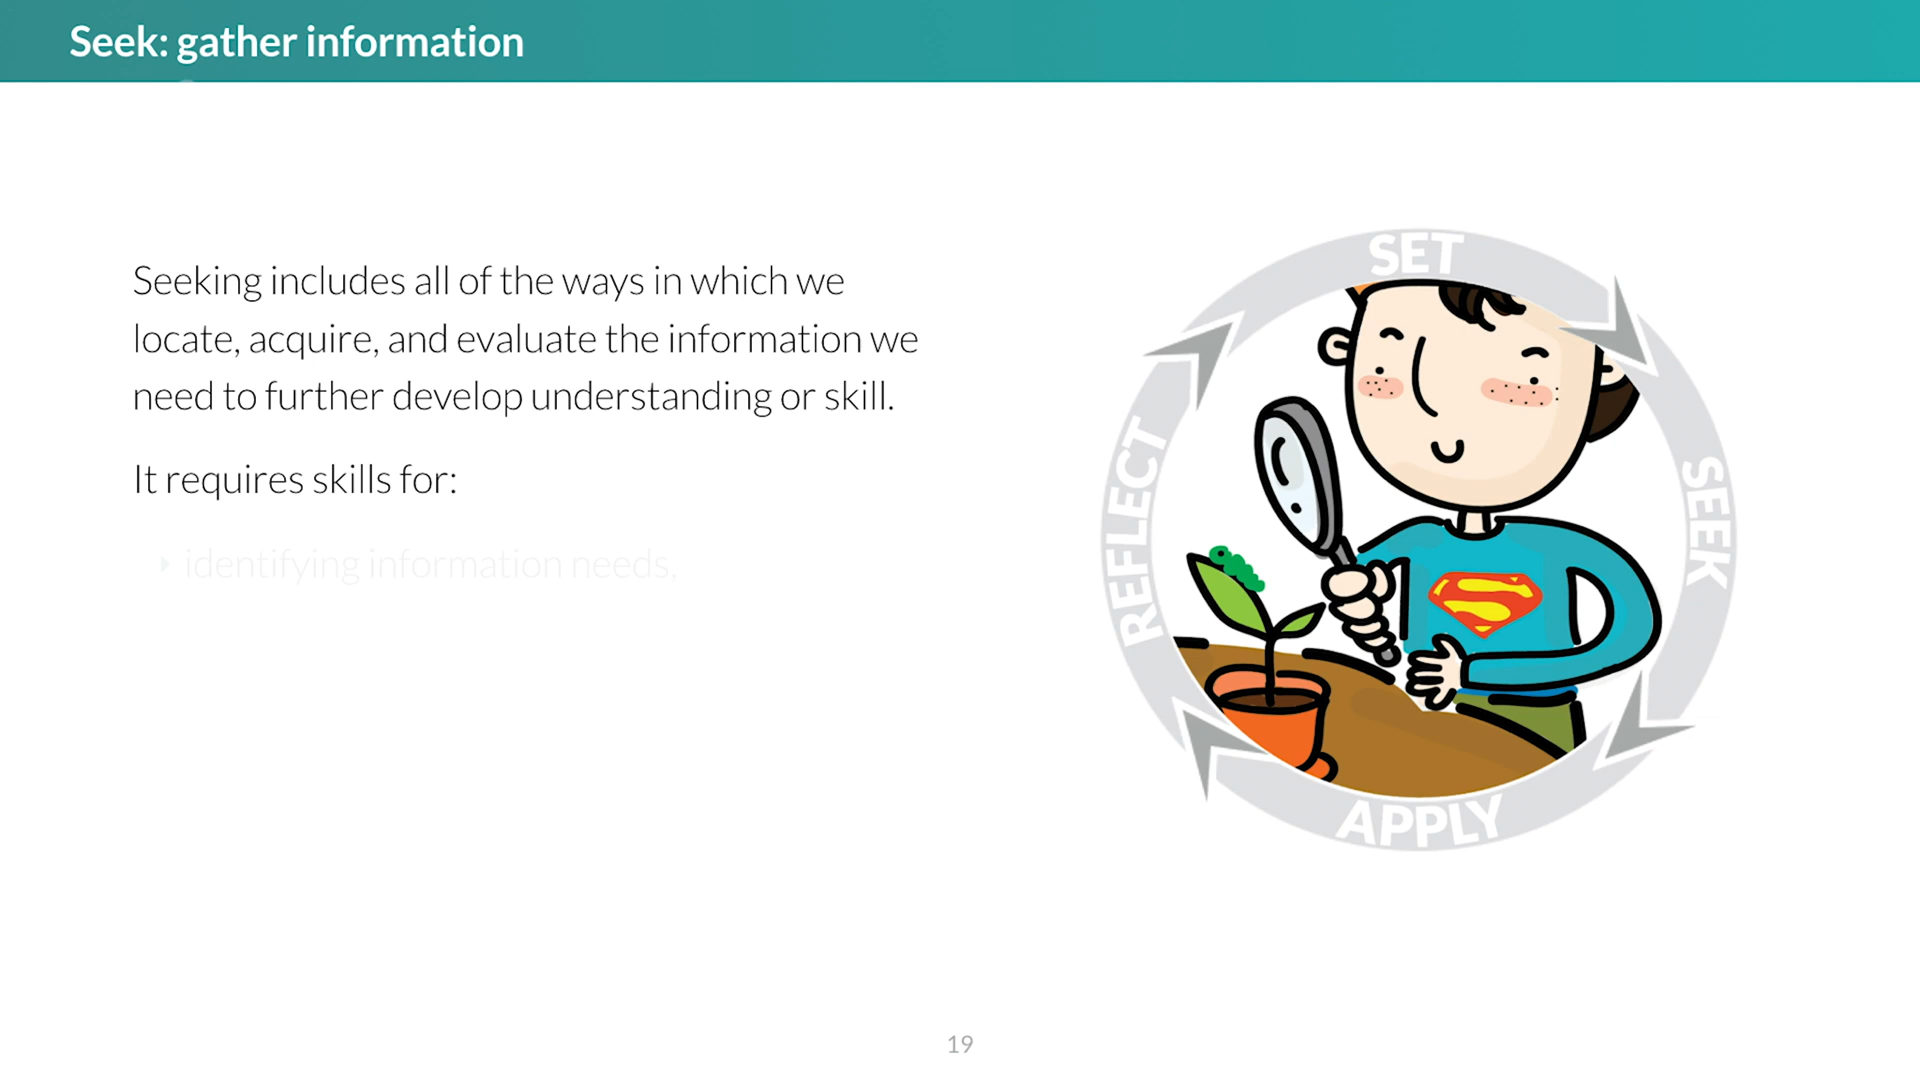 Seek: gather information
Seeking includes all of the ways in which we
locate, acquire, and evaluate the information we
need to further develop understanding or skill.
It requires skills for:
identifying information needs,
SET
SEEK
APPLY
REFLECT
S
19